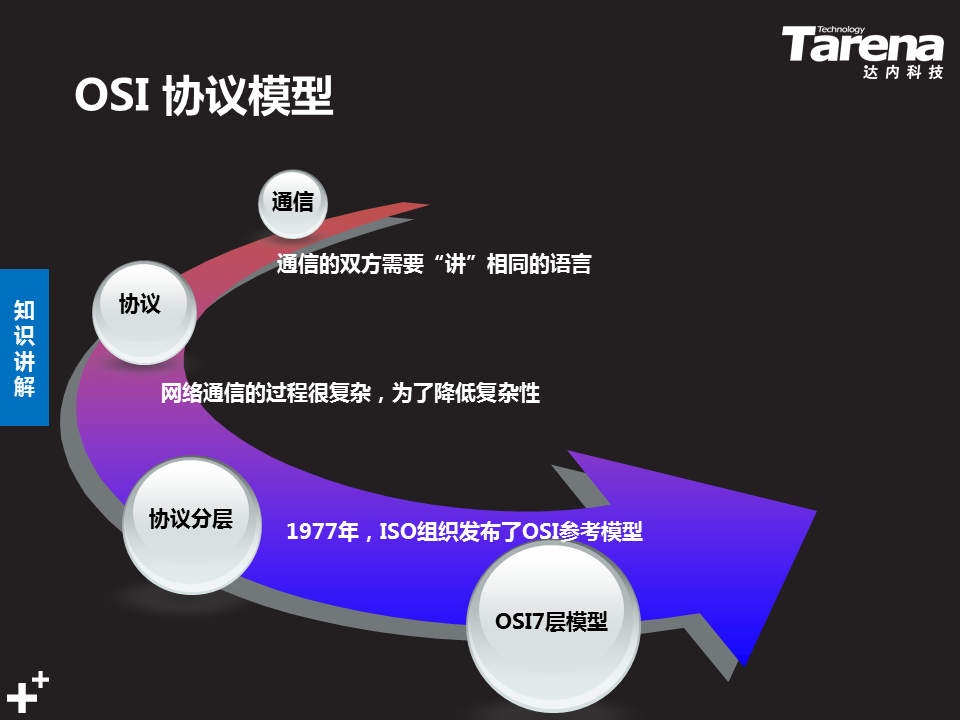 Technology
Tarena
达内科技
OSI 协议模型
通信
通信的双方需要“讲”相同的语言
协议
知识讲解
网络通信的过程很复杂，为了降低复杂性
协议分层
1977年，ISO组织发布了OSI参考模型
OSI7层模型